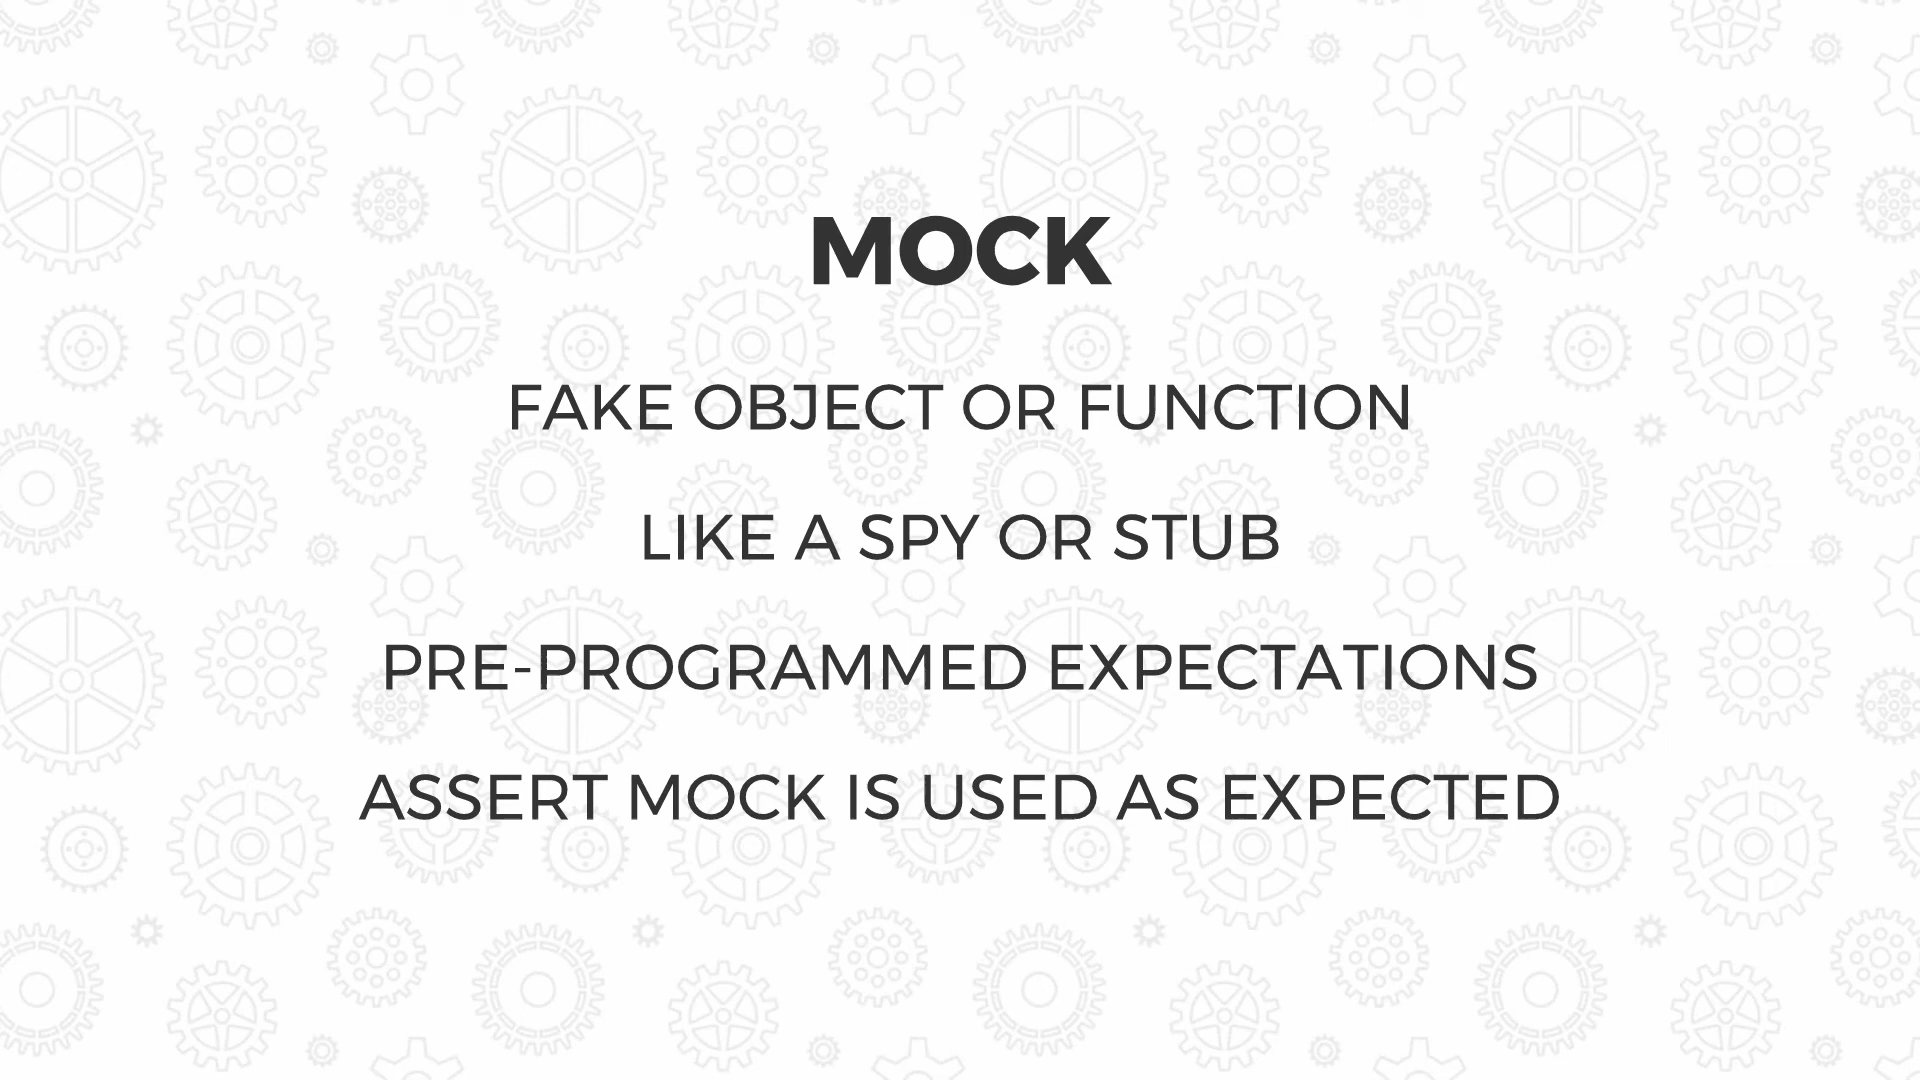 MOCK
FAKE OBJECT OR FUNCTION
LIKE A SPY OR STUB
PRE-PROGRAMMED EXPECTATIONS
ASSERT MOCK IS USED AS EXPECTED